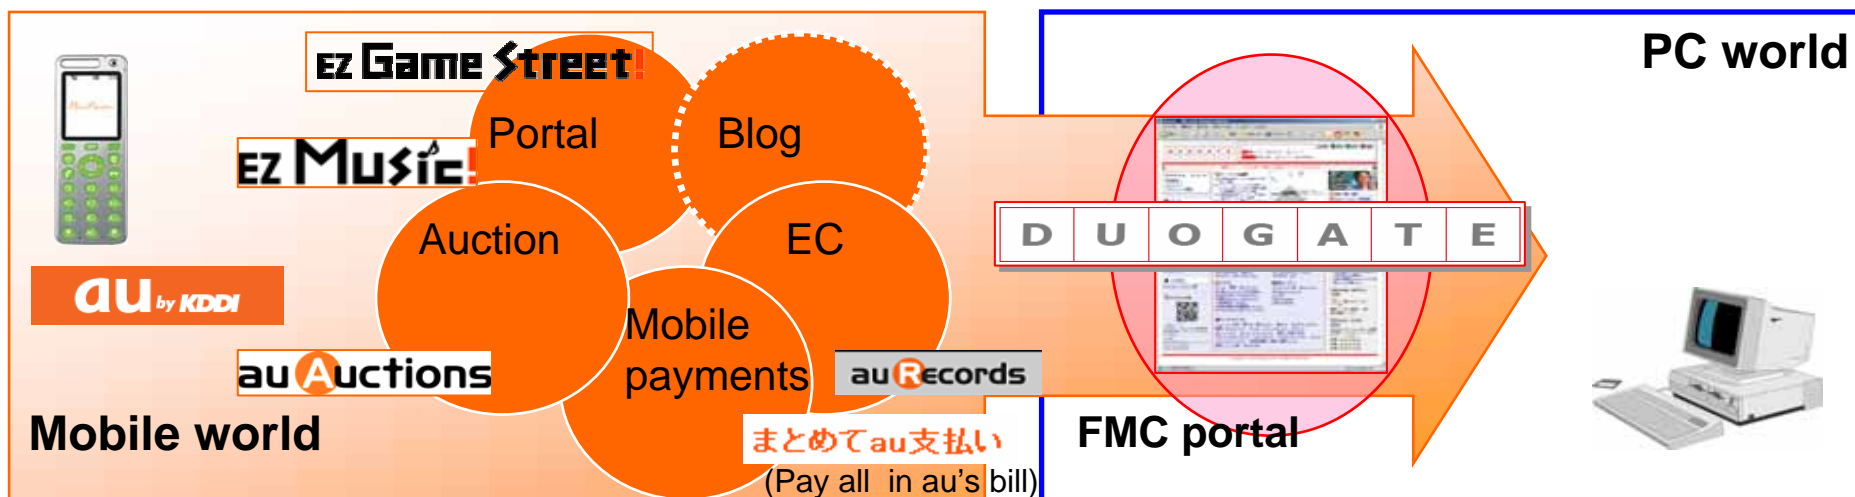 EZ Game Street!
PC world
Portal
Blog
EZ Music!
DUOGATE
Auction
EC
au by KDDI
Mobile
payments
au Auctions
au Records
Mobile world
FMC portal
まとめてau支払い
(Pay all in au's bill)